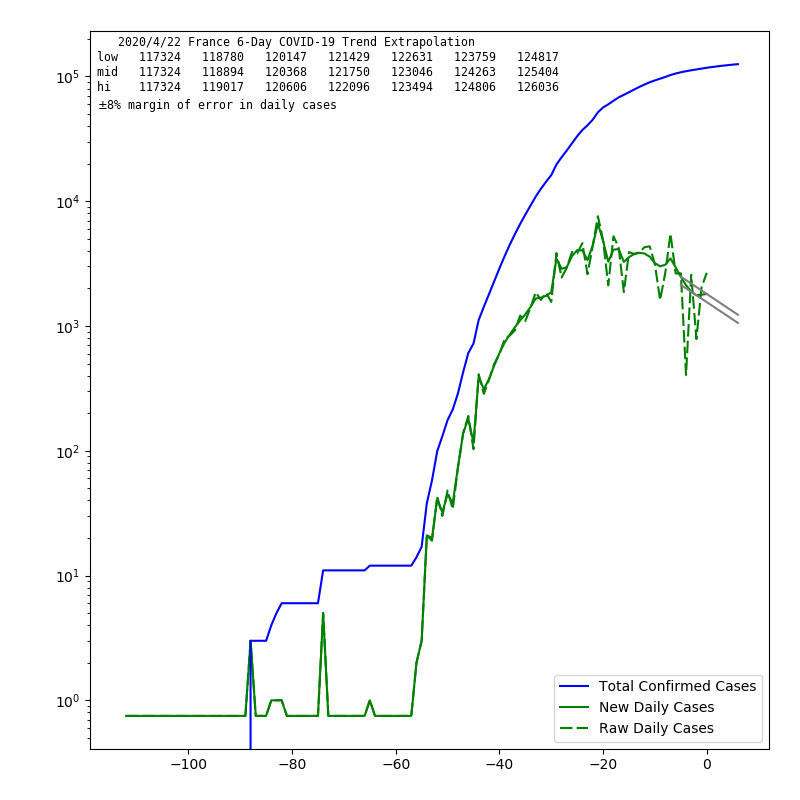 2020/4/22 France 6-Day COVID-19 Trend Extrapolation
low 117324 118780 120147 121429 122631 123759 124817
mid 117324 118894 120368 121750 123046 124263 125404
hi 117324 119017 120606 122096 123494 124806 126036
±8% margin of error in daily cases
10⁵
10⁴
10³
10²
10¹
10⁰
Total Confirmed Cases
New Daily Cases
Raw Daily Cases
−100 −80 −60 −40 −20 0